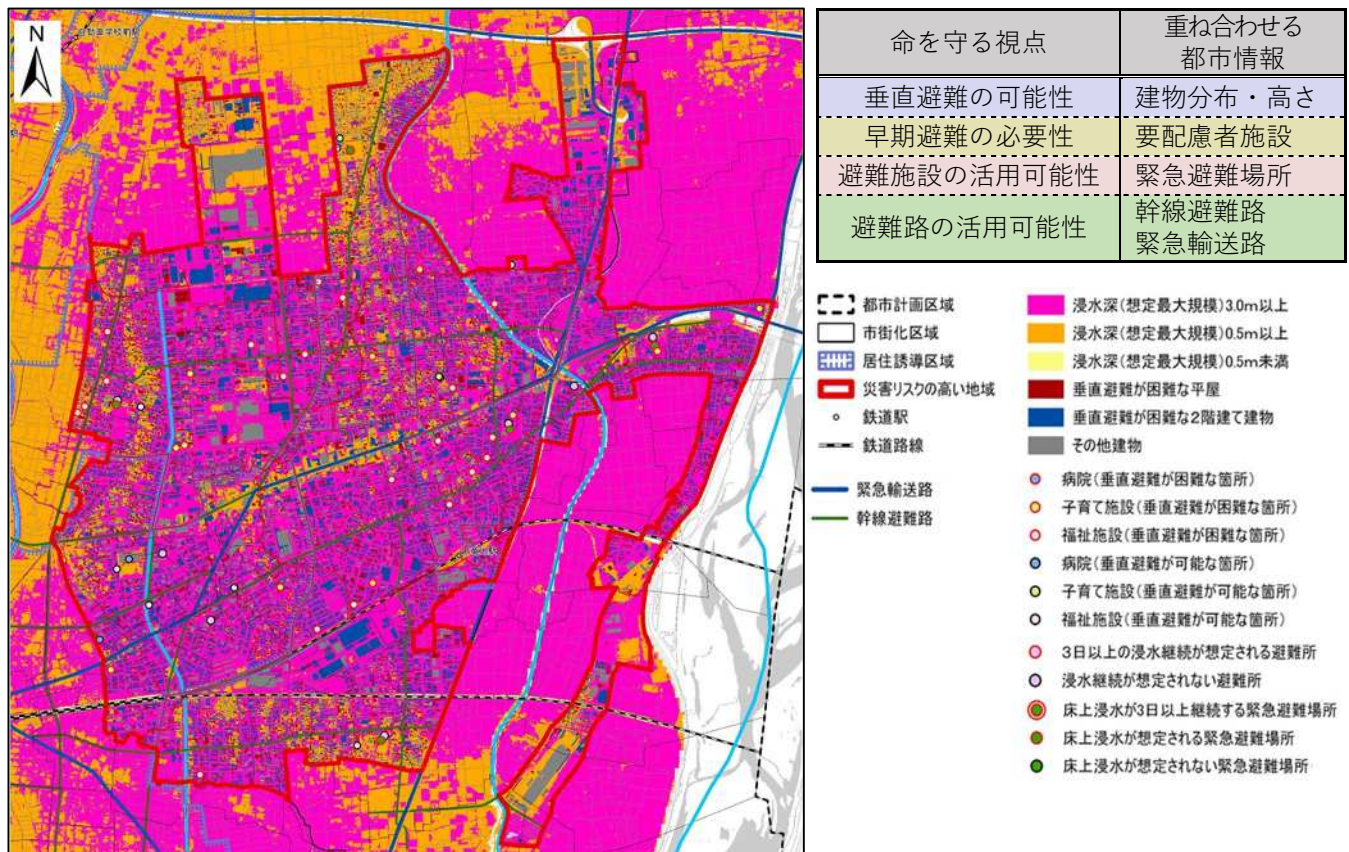 N
自動車学校前駅
命を守る視点
重ね合わせる
都市情報
垂直避難の可能性
建物分布・高さ
早期避難の必要性
要配慮者施設
避難施設の活用可能性
緊急避難場所
避難路の活用可能性
幹線避難路
緊急輸送路
都市計画区域
市街化区域
居住誘導区域
災害リスクの高い地域
鉄道駅
鉄道路線
緊急輸送路
幹線避難路
浸水深(想定最大規模)3.0m以上
浸水深(想定最大規模)0.5m以上
浸水深(想定最大規模)0.5m未満
垂直避難が困難な平屋
垂直避難が困難な2階建て建物
その他建物
病院(垂直避難が困難な箇所)
子育て施設(垂直避難が困難な箇所)
福祉施設(垂直避難が困難な箇所)
病院(垂直避難が可能な箇所)
子育て施設(垂直避難が可能な箇所)
福祉施設(垂直避難が可能な箇所)
3日以上の浸水継続が想定される避難所
浸水継続が想定されない避難所
床上浸水が3日以上継続する緊急避難場所
床上浸水が想定される緊急避難場所
床上浸水が想定されない緊急避難場所